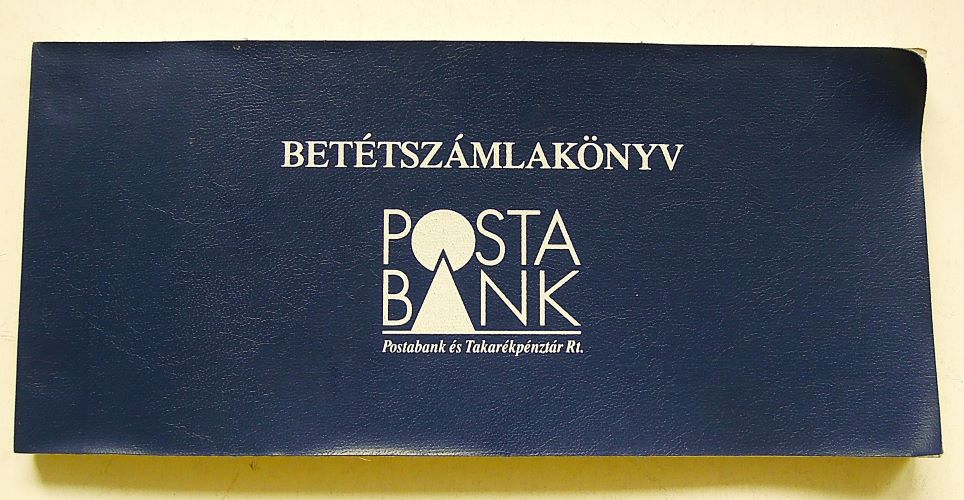 BETÉTSZÁMLAKÖNYV
POSTA
BANK
Postabank és Takarékpénztár Rt.